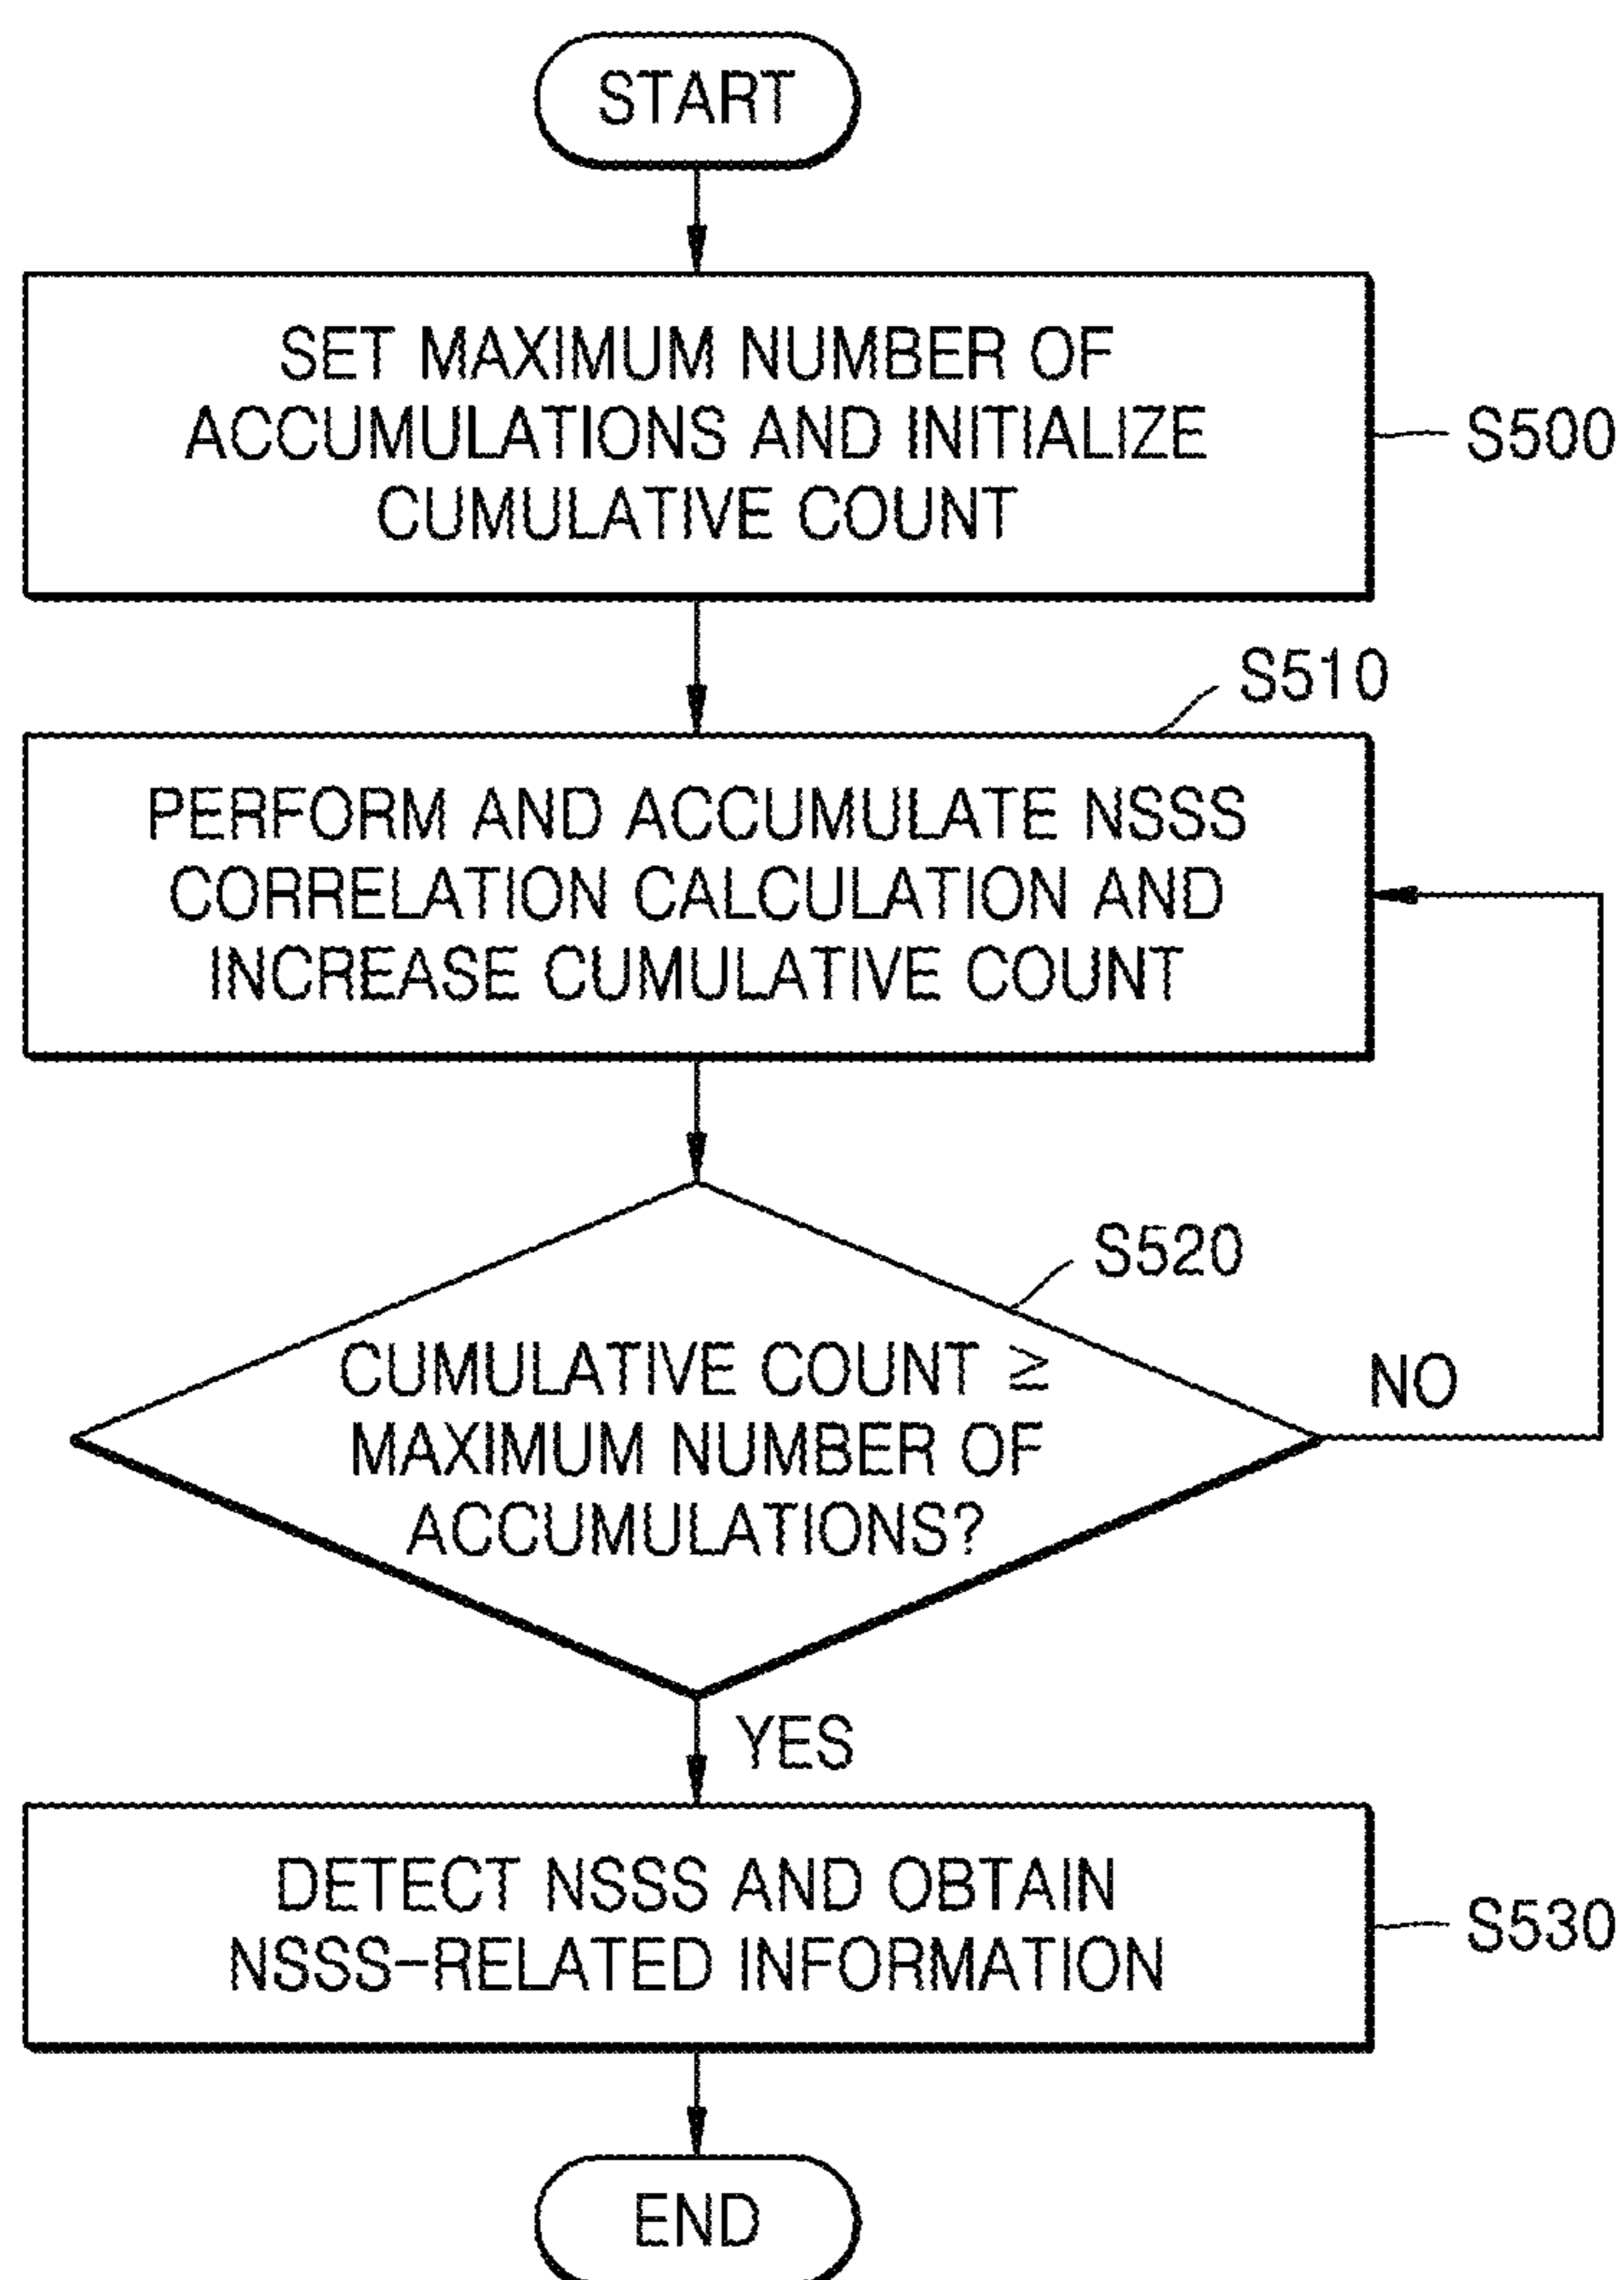 START
SET MAXIMUM NUMBER OF
ACCUMULATIONS AND INITIALIZE
CUMULATIVE COUNT
S500
S510
PERFORM AND ACCUMULATE NSSS
CORRELATION CALCULATION AND
INCREASE CUMULATIVE COUNT
S520
CUMULATIVE COUNT ≥
MAXIMUM NUMBER OF
ACCUMULATIONS?
NO
YES
DETECT NSSS AND OBTAIN
NSSS-RELATED INFORMATION
S530
END